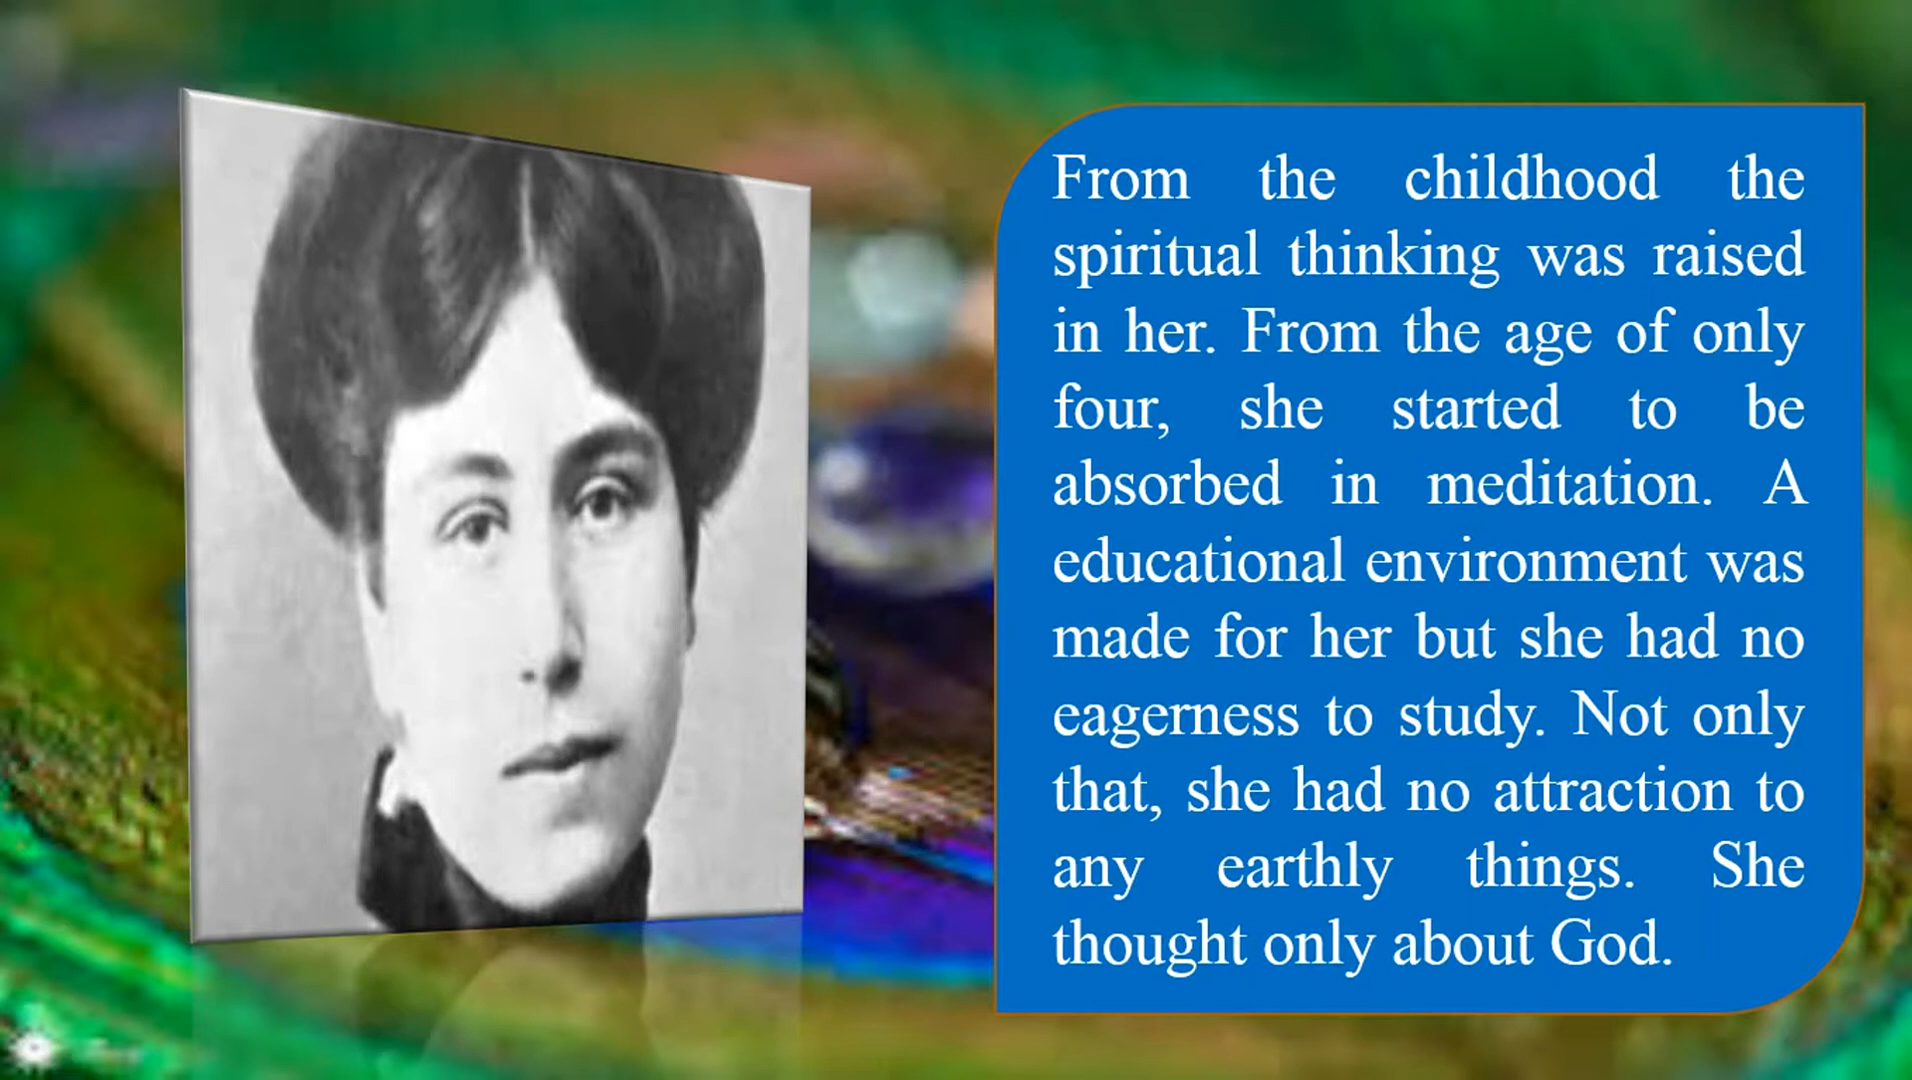 From the childhood the
spiritual thinking was raised
in her. From the age of only
four, she started to be
absorbed in meditation. A
educational environment was
made for her but she had no
eagerness to study. Not only
that, she had no attraction to
any earthly things. She
thought only about God.